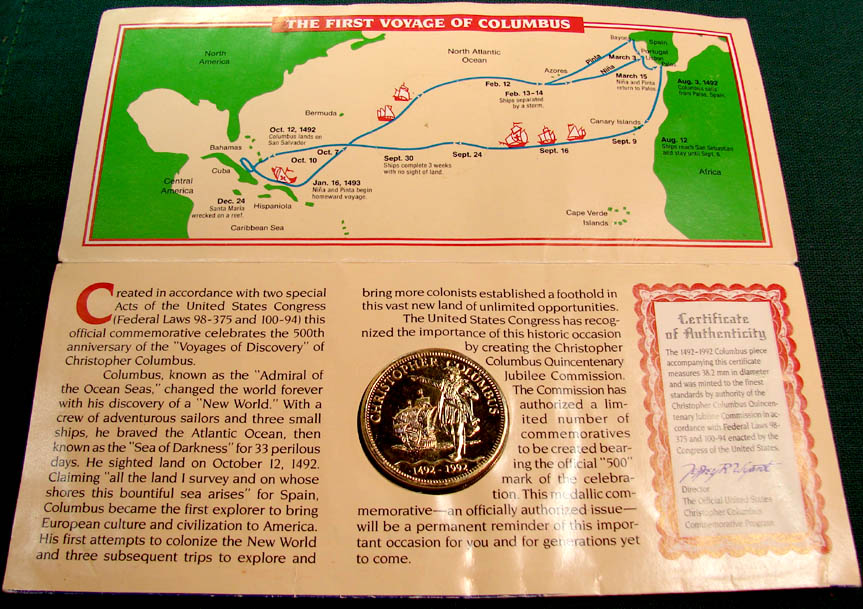 THE FIRST VOYAGE OF COLUMBUS
North
America
North Atlantic
Ocean
Bayona
Spain
Portugal
Lisbon
Palos
Azores
Pinta
Niña
March 3
March 15
Niña and Pinta
return to Palos
Aug. 3, 1492
Columbus sails
from Palos, Spain.
Feb. 12
Feb. 13-14
Ships separated
by a storm.
Bermuda
Canary Islands
Oct. 12, 1492
Columbus lands on
San Salvador
Bahamas
Oct. 7
Oct. 10
Sept. 30
Ships complete 3 weeks
with no sight of land.
Sept. 24
Sept. 16
Sept. 9
Aug. 12
Ships reach San Sebastian
and stay until Sept. 6.
Cuba
Central
America
Jan. 16, 1493
Niña and Pinta begin
homeward voyage.
Africa
Dec. 24
Santa Maria
wrecked on a reef.
Hispaniola
Caribbean Sea
Cape Verde
Islands
Created in accordance with two special
Acts of the United States Congress
(Federal Laws 98-375 and 100-94) this
official commemorative celebrates the 500th
anniversary of the "Voyages of Discovery" of
Christopher Columbus.
Columbus, known as the "Admiral of
the Ocean Seas," changed the world forever
with his discovery of a "New World." With a
crew of adventurous sailors and three small
ships, he braved the Atlantic Ocean, then
known as the "Sea of Darkness" for 33 perilous
days. He sighted land on October 12, 1492.
Claiming "all the land I survey and on whose
shores this bountiful sea arises" for Spain,
Columbus became the first explorer to bring
European culture and civilization to America.
His first attempts to colonize the New World
and three subsequent trips to explore and
bring more colonists established a foothold in
this vast new land of unlimited opportunities.
The United States Congress has recog-
nized the importance of this historic occasion
by creating the Christopher
Columbus Quincentenary
Jubilee Commission.
The Commission has
authorized a lim-
ited number of
commemoratives
to be created bear-
ing the official "500"
mark of the celebra-
tion. This medallic com-
memorative—an officially authorized issue—
will be a permanent reminder of this impor-
tant occasion for you and for generations yet
to come.
CHRISTOPHER COLUMBUS
1492-1992
Certificate
of Authenticity
The 1492-1992 Columbus piece
accompanying this certificate
measures 38.2 mm in diameter
and was minted to the finest
standards by authority of the
Christopher Columbus Quincen-
tenary Jubilee Commission in ac-
cordance with Federal Laws 98-
375 and 100-94 enacted by the
Congress of the United States.
Director
The Official United States
Christopher Columbus
Commemorative Program